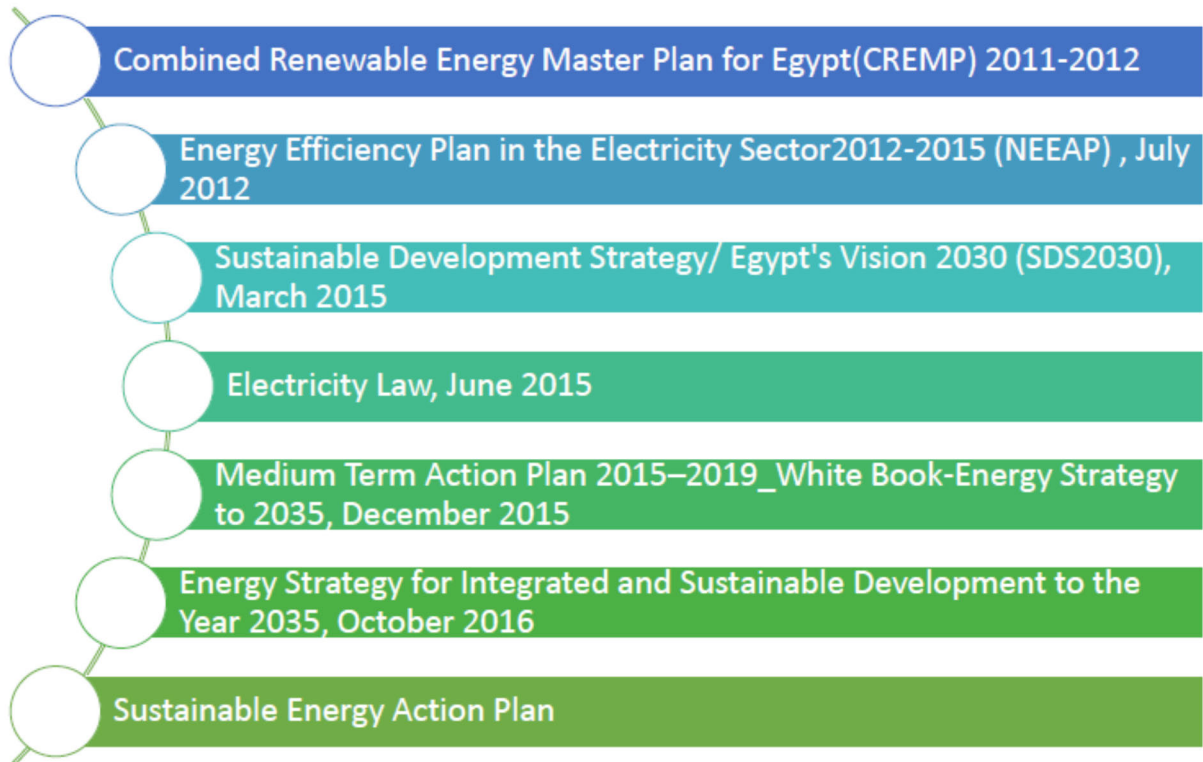 Combined Renewable Energy Master Plan for Egypt(CREMP) 2011-2012
Energy Efficiency Plan in the Electricity Sector2012-2015 (NEEAP) , July
2012
Sustainable Development Strategy/ Egypt's Vision 2030 (SDS2030),
March 2015
Electricity Law, June 2015
Medium Term Action Plan 2015–2019_White Book-Energy Strategy
to 2035, December 2015
Energy Strategy for Integrated and Sustainable Development to the
Year 2035, October 2016
Sustainable Energy Action Plan